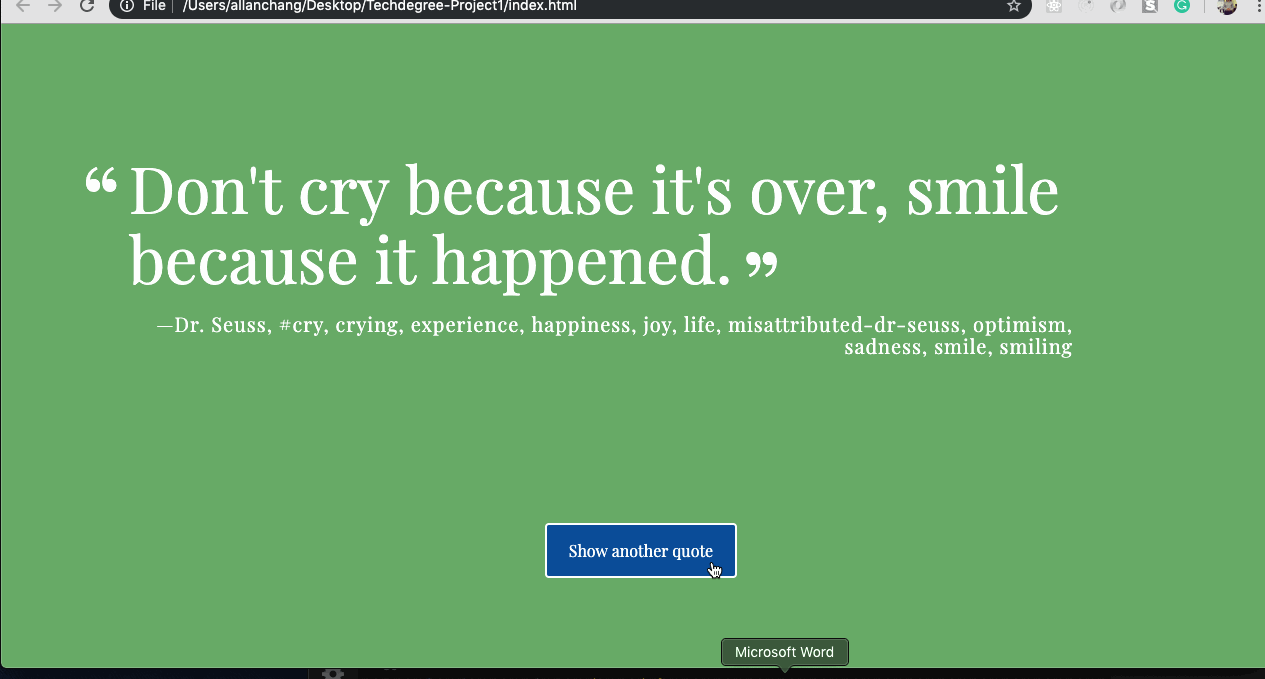 File /Users/allanchang/Desktop/Techdegree-Project1/index.html
“ Don't cry because it's over, smile
because it happened. ”
—Dr. Seuss, #cry, crying, experience, happiness, joy, life, misattributed-dr-seuss, optimism,
sadness, smile, smiling
Show another quote
Microsoft Word